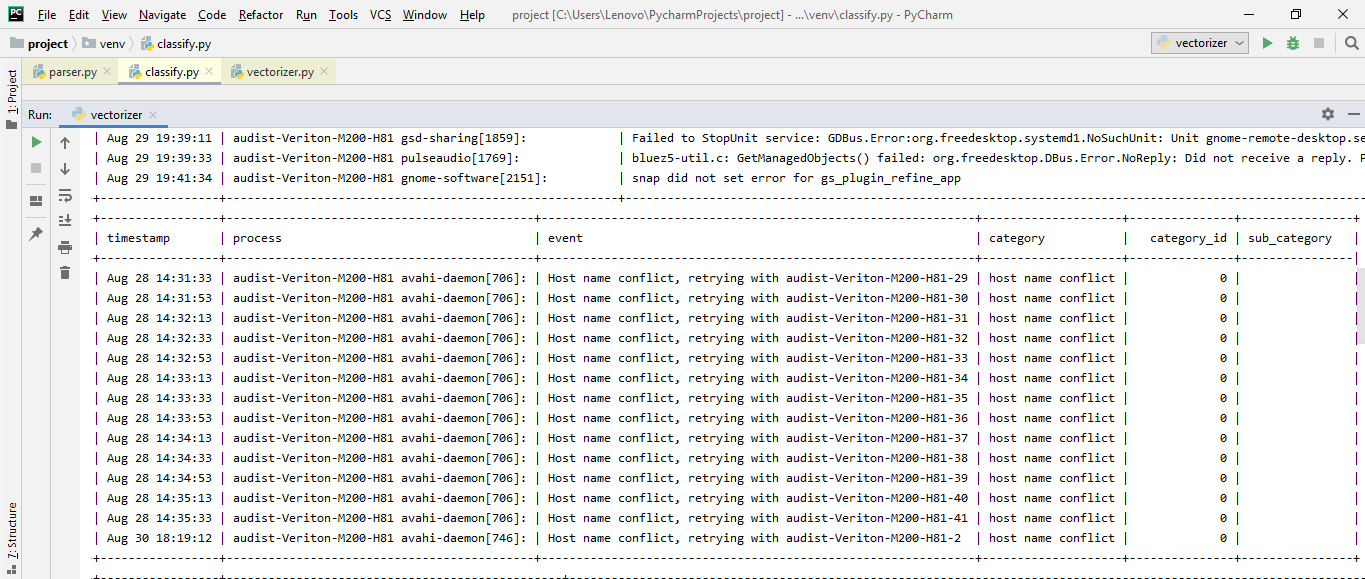 PC File Edit View Navigate Code Refactor Run Tools VCS Window Help project [C:\Users\Lenovo\PycharmProjects\project] - ...\venv\classify.py - PyCharm
project venv classify.py vectorizer
parser.py classify.py vectorizer.py
1: Project
Run: vectorizer
| Aug 29 19:39:11 | audist-Veriton-M200-H81 gsd-sharing[1859]: | Failed to StopUnit service: GDBus.Error:org.freedesktop.systemd1.NoSuchUnit: Unit gnome-remote-desktop.se
| Aug 29 19:39:33 | audist-Veriton-M200-H81 pulseaudio[1769]: | bluez5-util.c: GetManagedObjects() failed: org.freedesktop.DBus.Error.NoReply: Did not receive a reply. P
| Aug 29 19:41:34 | audist-Veriton-M200-H81 gnome-software[2151]: | snap did not set error for gs_plugin_refine_app
| timestamp | process | event | category | category_id | sub_category |
| Aug 28 14:31:33 | audist-Veriton-M200-H81 avahi-daemon[706]: | Host name conflict, retrying with audist-Veriton-M200-H81-29 | host name conflict | 0 | |
| Aug 28 14:31:53 | audist-Veriton-M200-H81 avahi-daemon[706]: | Host name conflict, retrying with audist-Veriton-M200-H81-30 | host name conflict | 0 | |
| Aug 28 14:32:13 | audist-Veriton-M200-H81 avahi-daemon[706]: | Host name conflict, retrying with audist-Veriton-M200-H81-31 | host name conflict | 0 | |
| Aug 28 14:32:33 | audist-Veriton-M200-H81 avahi-daemon[706]: | Host name conflict, retrying with audist-Veriton-M200-H81-32 | host name conflict | 0 | |
| Aug 28 14:32:53 | audist-Veriton-M200-H81 avahi-daemon[706]: | Host name conflict, retrying with audist-Veriton-M200-H81-33 | host name conflict | 0 | |
| Aug 28 14:33:13 | audist-Veriton-M200-H81 avahi-daemon[706]: | Host name conflict, retrying with audist-Veriton-M200-H81-34 | host name conflict | 0 | |
| Aug 28 14:33:33 | audist-Veriton-M200-H81 avahi-daemon[706]: | Host name conflict, retrying with audist-Veriton-M200-H81-35 | host name conflict | 0 | |
| Aug 28 14:33:53 | audist-Veriton-M200-H81 avahi-daemon[706]: | Host name conflict, retrying with audist-Veriton-M200-H81-36 | host name conflict | 0 | |
| Aug 28 14:34:13 | audist-Veriton-M200-H81 avahi-daemon[706]: | Host name conflict, retrying with audist-Veriton-M200-H81-37 | host name conflict | 0 | |
| Aug 28 14:34:33 | audist-Veriton-M200-H81 avahi-daemon[706]: | Host name conflict, retrying with audist-Veriton-M200-H81-38 | host name conflict | 0 | |
| Aug 28 14:34:53 | audist-Veriton-M200-H81 avahi-daemon[706]: | Host name conflict, retrying with audist-Veriton-M200-H81-39 | host name conflict | 0 | |
| Aug 28 14:35:13 | audist-Veriton-M200-H81 avahi-daemon[706]: | Host name conflict, retrying with audist-Veriton-M200-H81-40 | host name conflict | 0 | |
| Aug 28 14:35:33 | audist-Veriton-M200-H81 avahi-daemon[706]: | Host name conflict, retrying with audist-Veriton-M200-H81-41 | host name conflict | 0 | |
| Aug 30 18:19:12 | audist-Veriton-M200-H81 avahi-daemon[746]: | Host name conflict, retrying with audist-Veriton-M200-H81-2 | host name conflict | 0 | |
7: Structure